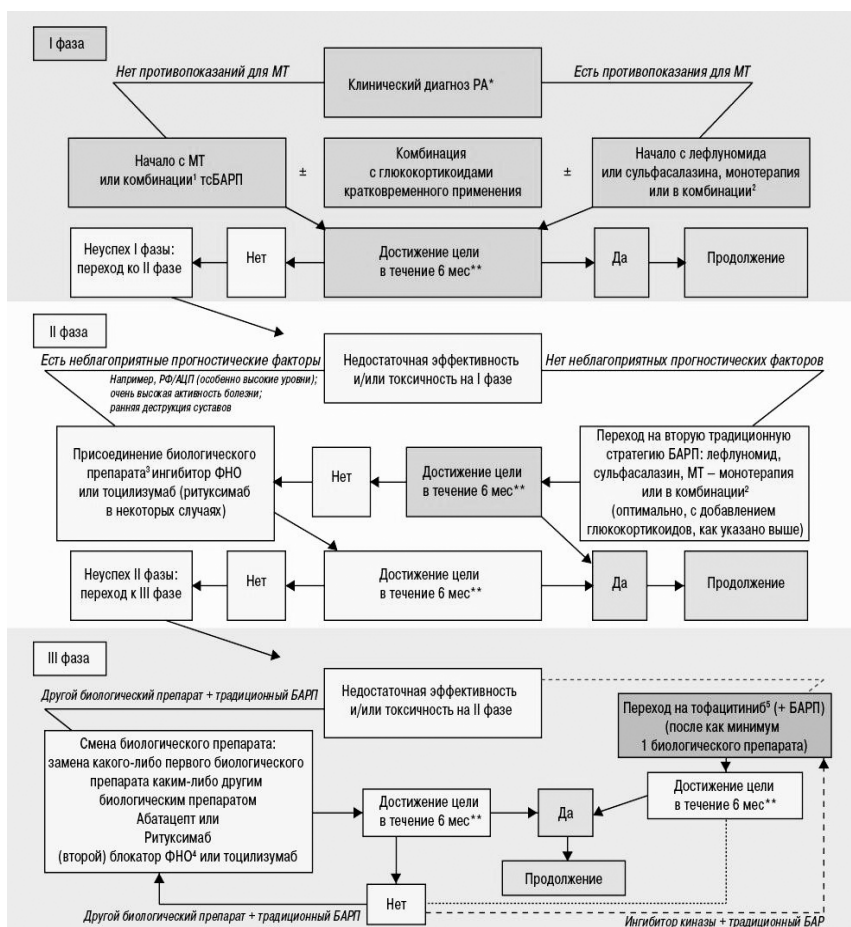 I фаза
Нет противопоказаний для МТ
Клинический диагноз РА*
Есть противопоказания для МТ
Начало с МТ
или комбинации¹ тсБАРП
±
Комбинация
с глюкокортикоидами
кратковременного применения
±
Начало с лефлуномида
или сульфасалазина, монотерапия
или в комбинации²
Неуспех I фазы:
переход ко II фазе
Нет
Достижение цели
в течение 6 мес**
Да
Продолжение
II фаза
Есть неблагоприятные прогностические факторы
Например, РФ/АЦП (особенно высокие уровни);
очень высокая активность болезни;
ранняя деструкция суставов
Недостаточная эффективность
и/или токсичность на I фазе
Нет неблагоприятных прогностических факторов
Присоединение биологического
препарата³ ингибитор ФНО
или тоцилизумаб (ритуксимаб
в некоторых случаях)
Нет
Достижение цели
в течение 6 мес**
Переход на вторую традиционную
стратегию БАРП: лефлуномид,
сульфасалазин, МТ – монотерапия
или в комбинации²
(оптимально, с добавлением
глюкокортикоидов, как указано выше)
Неуспех II фазы:
переход к III фазе
Нет
Достижение цели
в течение 6 мес**
Да
Продолжение
III фаза
Другой биологический препарат + традиционный БАРП
Недостаточная эффективность
и/или токсичность на II фазе
Переход на тофацитиниб⁵ (+ БАРП)
(после как минимум
1 биологического препарата)
Смена биологического препарата:
замена какого-либо первого биологического
препарата каким-либо другим
биологическим препаратом
Абатацепт или
Ритуксимаб
(второй) блокатор ФНО⁴ или тоцилизумаб
Достижение цели
в течение 6 мес**
Да
Достижение цели
в течение 6 мес**
Продолжение
Нет
Другой биологический препарат + традиционный БАРП
Ингибитор киназы + традиционный БАР